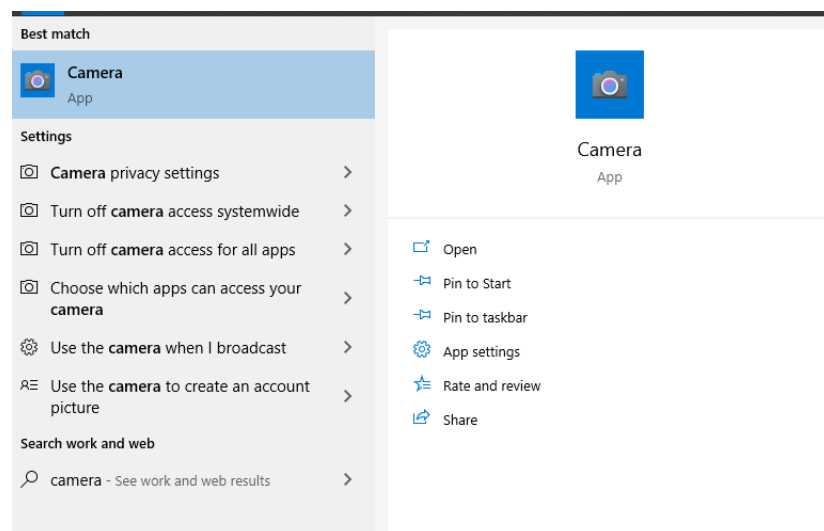 Best match
Camera
App
Settings
Camera privacy settings
Turn off camera access systemwide
Turn off camera access for all apps
Choose which apps can access your
camera
Use the camera when I broadcast
Use the camera to create an account
picture
Search work and web
camera - See work and web results
Camera
App
Open
Pin to Start
Pin to taskbar
App settings
Rate and review
Share